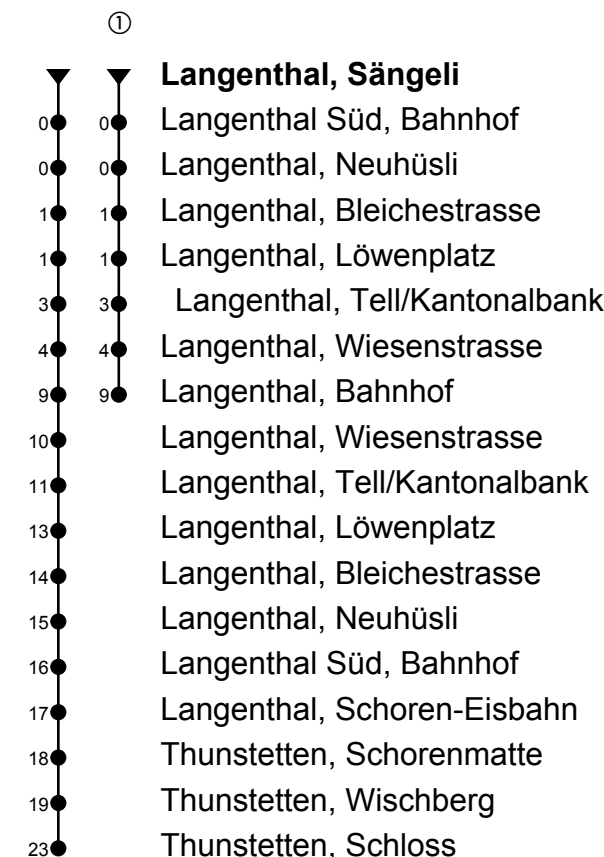 ①
Langenthal, Sängeli
0 0 Langenthal Süd, Bahnhof
0 0 Langenthal, Neuhüsli
1 1 Langenthal, Bleichestrasse
1 1 Langenthal, Löwenplatz
3 3 Langenthal, Tell/Kantonalbank
4 4 Langenthal, Wiesenstrasse
9 9 Langenthal, Bahnhof
10 Langenthal, Wiesenstrasse
11 Langenthal, Tell/Kantonalbank
13 Langenthal, Löwenplatz
14 Langenthal, Bleichestrasse
15 Langenthal, Neuhüsli
16 Langenthal Süd, Bahnhof
17 Langenthal, Schoren-Eisbahn
18 Thunstetten, Schorenmatte
19 Thunstetten, Wischberg
23 Thunstetten, Schloss